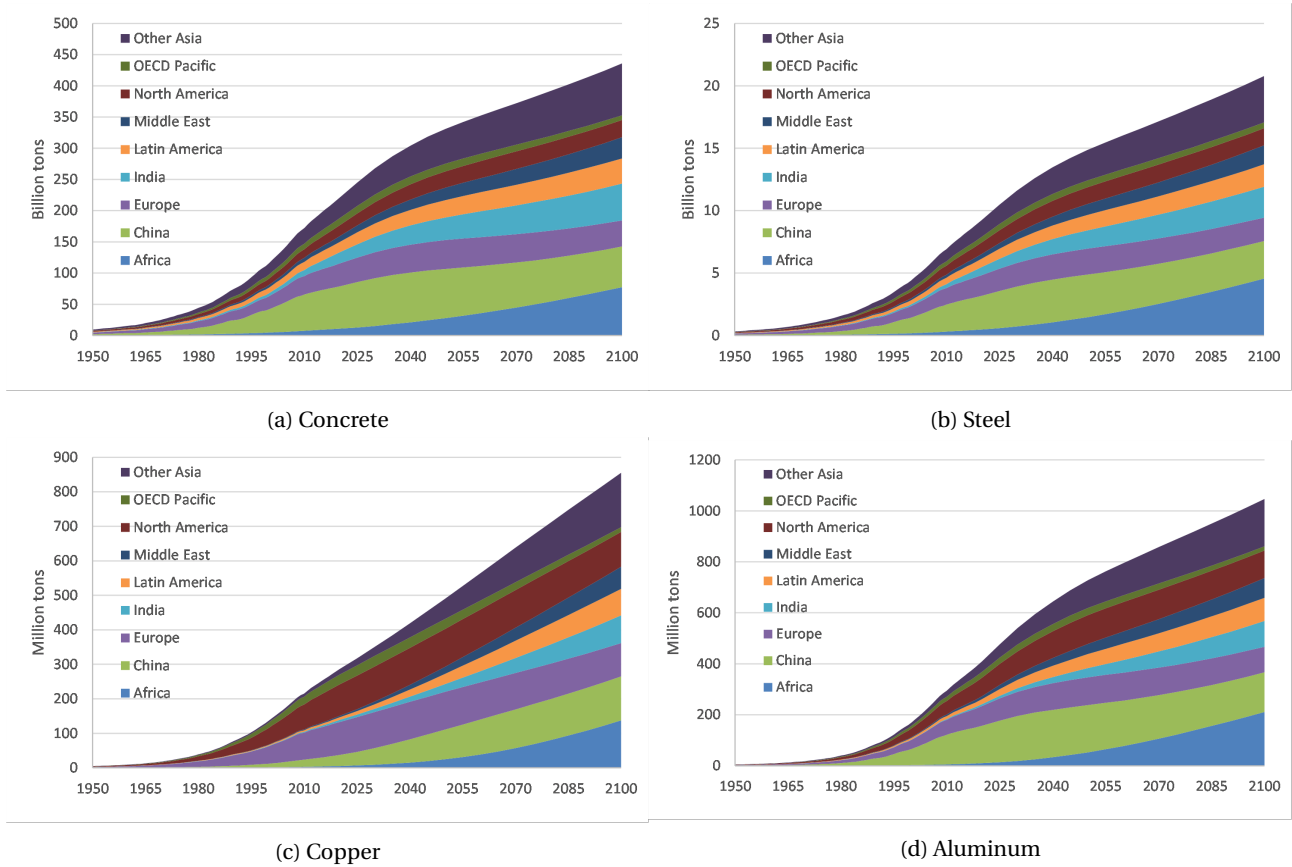 500
450
400
350
300
250
200
150
100
50
0
Billion tons
Other Asia
OECD Pacific
North America
Middle East
Latin America
India
Europe
China
Africa
1950 1965 1980 1995 2010 2025 2040 2055 2070 2085 2100
(a) Concrete
25
20
15
10
5
0
Billion tons
Other Asia
OECD Pacific
North America
Middle East
Latin America
India
Europe
China
Africa
1950 1965 1980 1995 2010 2025 2040 2055 2070 2085 2100
(b) Steel
900
800
700
600
500
400
300
200
100
0
Million tons
Other Asia
OECD Pacific
North America
Middle East
Latin America
India
Europe
China
Africa
1950 1965 1980 1995 2010 2025 2040 2055 2070 2085 2100
(c) Copper
1200
1000
800
600
400
200
0
Million tons
Other Asia
OECD Pacific
North America
Middle East
Latin America
India
Europe
China
Africa
1950 1965 1980 1995 2010 2025 2040 2055 2070 2085 2100
(d) Aluminum